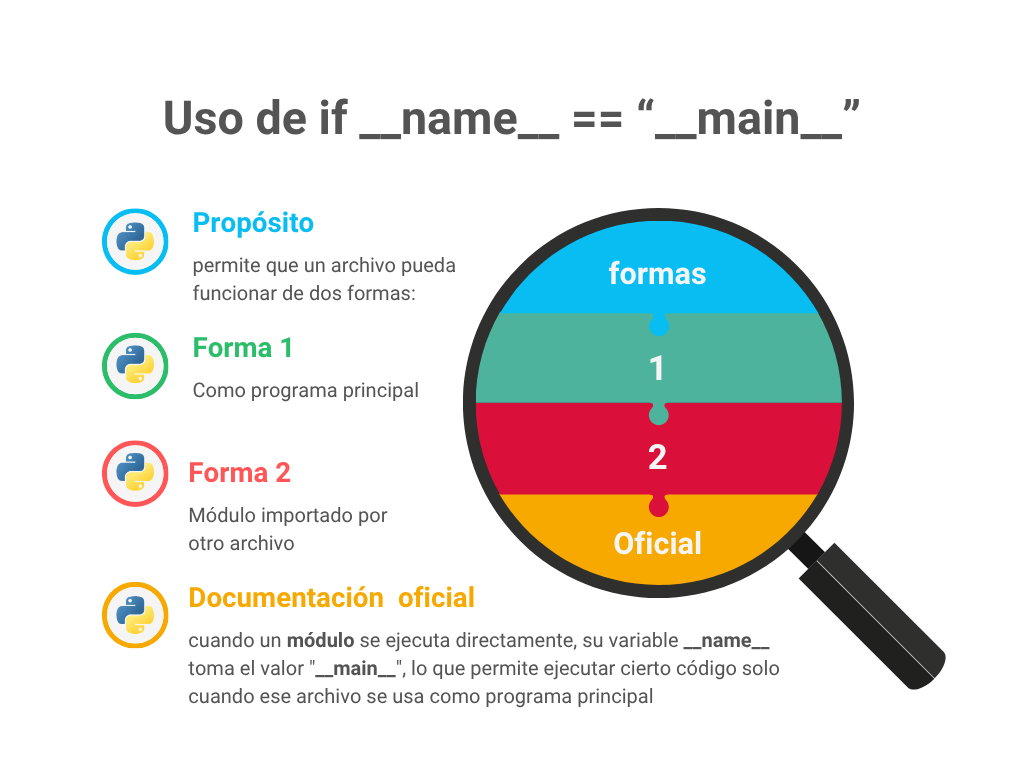 Uso de if __name__ == “__main__”
Propósito
permite que un archivo pueda
funcionar de dos formas:
Forma 1
Como programa principal
Forma 2
Módulo importado por
otro archivo
Documentación oficial
cuando un módulo se ejecuta directamente, su variable __name__
toma el valor "__main__", lo que permite ejecutar cierto código solo
cuando ese archivo se usa como programa principal
formas
1
2
Oficial